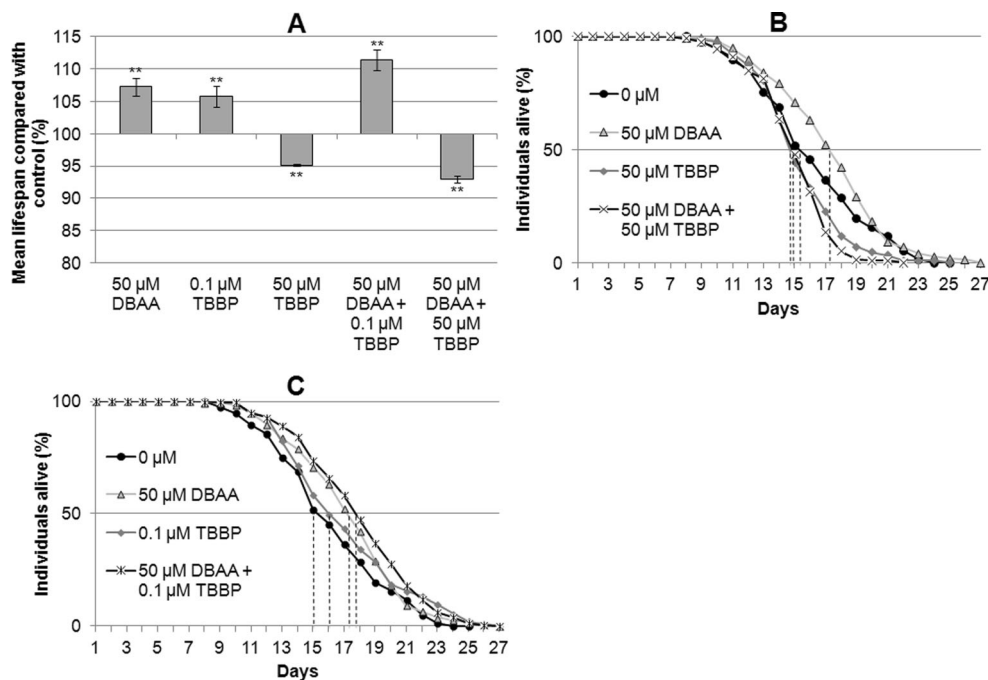 A
Mean lifespan compared with
control (%)
115
110
105
100
95
90
85
80
**
**
**
**
**
50 µM
DBAA
0.1 µM
TBBP
50 µM
TBBP
50 µM
DBAA +
0.1 µM
TBBP
50 µM
DBAA +
50 µM
TBBP
B
Individuals alive (%)
100
50
0
0 µM
50 µM DBAA
50 µM TBBP
50 µM DBAA +
50 µM TBBP
1 3 5 7 9 11 13 15 17 19 21 23 25 27
Days
C
Individuals alive (%)
100
50
0
0 µM
50 µM DBAA
0.1 µM TBBP
50 µM DBAA +
0.1 µM TBBP
1 3 5 7 9 11 13 15 17 19 21 23 25 27
Days